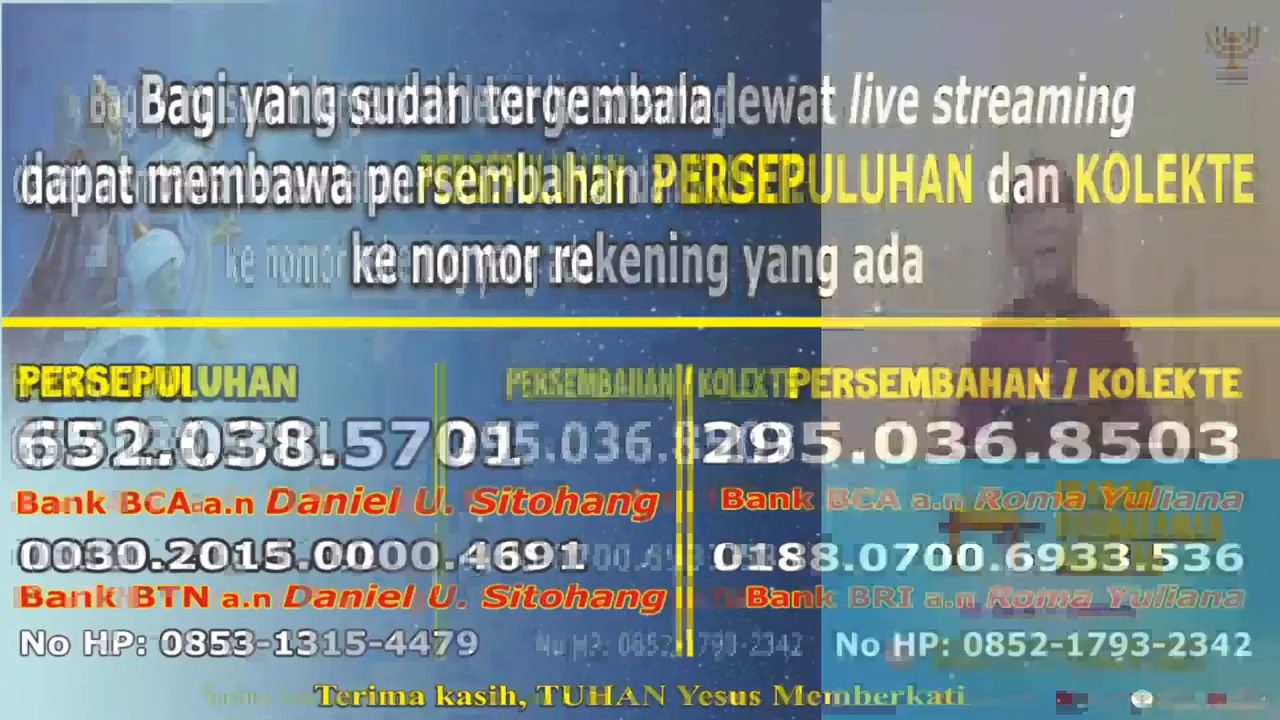 Bagi yang sudah tergembala lewat live streaming
dapat membawa persembahan PERSEPULUHAN dan KOLEKTE
ke nomor rekening yang ada
PERSEPULUHAN
652.038.5701
Bank BCA a.n Daniel U. Sitohang
0030.2015.0000.4691
Bank BTN a.n Daniel U. Sitohang
No HP: 0853-1315-4479
PERSEMBAHAN / KOLEKTE
295.036.8503
Bank BCA a.n Roma Yuliana
0188.0700.6933.536
Bank BRI a.n Roma Yuliana
No HP: 0852-1793-2342
Terima kasih, TUHAN Yesus Memberkati